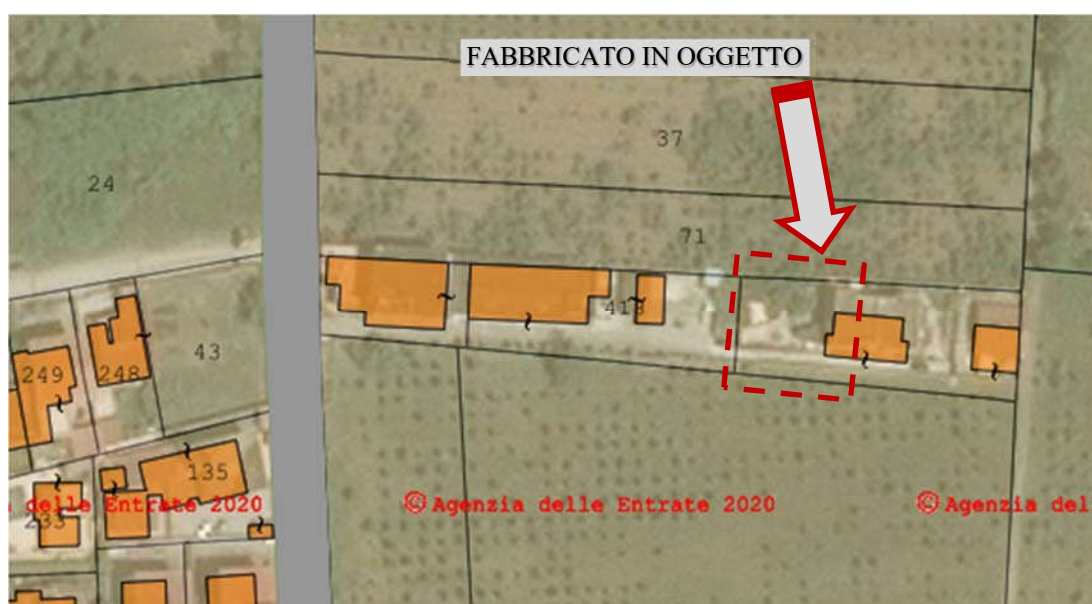 FABBRICATO IN OGGETTO
37
24
71
418
43
249
248
135
233
delle Entrate 2020
© Agenzia delle Entrate 2020
© Agenzia del